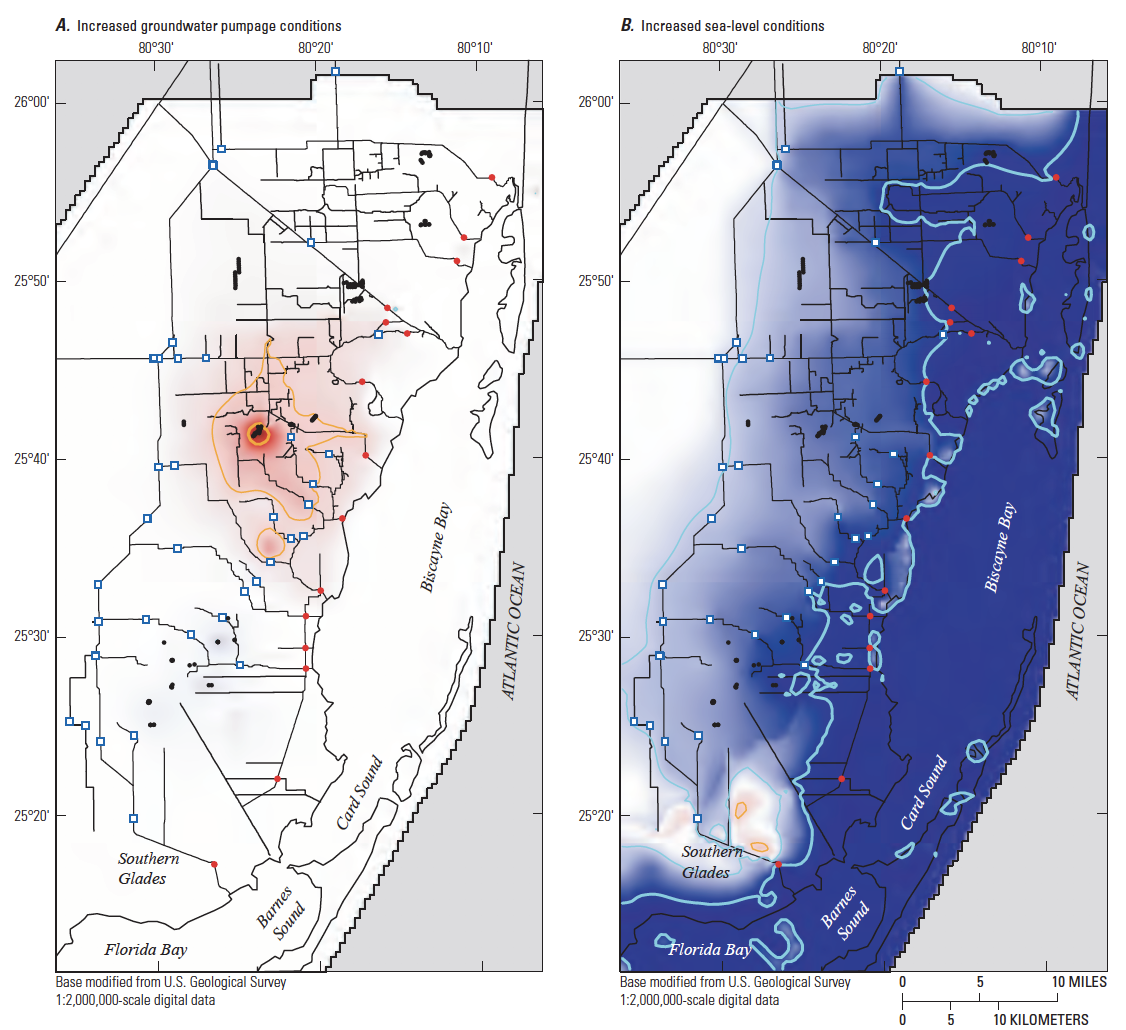 A. Increased groundwater pumpage conditions
80°30' 80°20' 80°10'
26°00'
25°50'
25°40'
25°30'
25°20'
Biscayne Bay
ATLANTIC OCEAN
Card Sound
Southern
Glades
Barnes
Sound
Florida Bay
Base modified from U.S. Geological Survey
1:2,000,000-scale digital data
B. Increased sea-level conditions
80°30' 80°20' 80°10'
26°00'
25°50'
25°40'
25°30'
25°20'
Biscayne Bay
ATLANTIC OCEAN
Card Sound
Southern
Glades
Barnes
Sound
Florida Bay
Base modified from U.S. Geological Survey
1:2,000,000-scale digital data
0 5 10 MILES
0 5 10 KILOMETERS